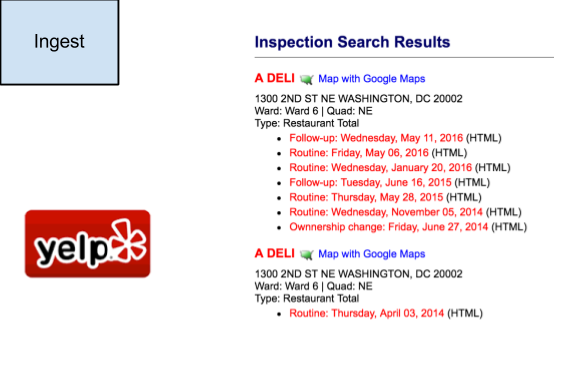 Ingest
Inspection Search Results
A DELI Map with Google Maps
1300 2ND ST NE WASHINGTON, DC 20002
Ward: Ward 6 | Quad: NE
Type: Restaurant Total
• Follow-up: Wednesday, May 11, 2016 (HTML)
• Routine: Friday, May 06, 2016 (HTML)
• Routine: Wednesday, January 20, 2016 (HTML)
• Follow-up: Tuesday, June 16, 2015 (HTML)
• Routine: Thursday, May 28, 2015 (HTML)
• Routine: Wednesday, November 05, 2014 (HTML)
• Ownnership change: Friday, June 27, 2014 (HTML)
yelp
A DELI Map with Google Maps
1300 2ND ST NE WASHINGTON, DC 20002
Ward: Ward 6 | Quad: NE
Type: Restaurant Total
• Routine: Thursday, April 03, 2014 (HTML)